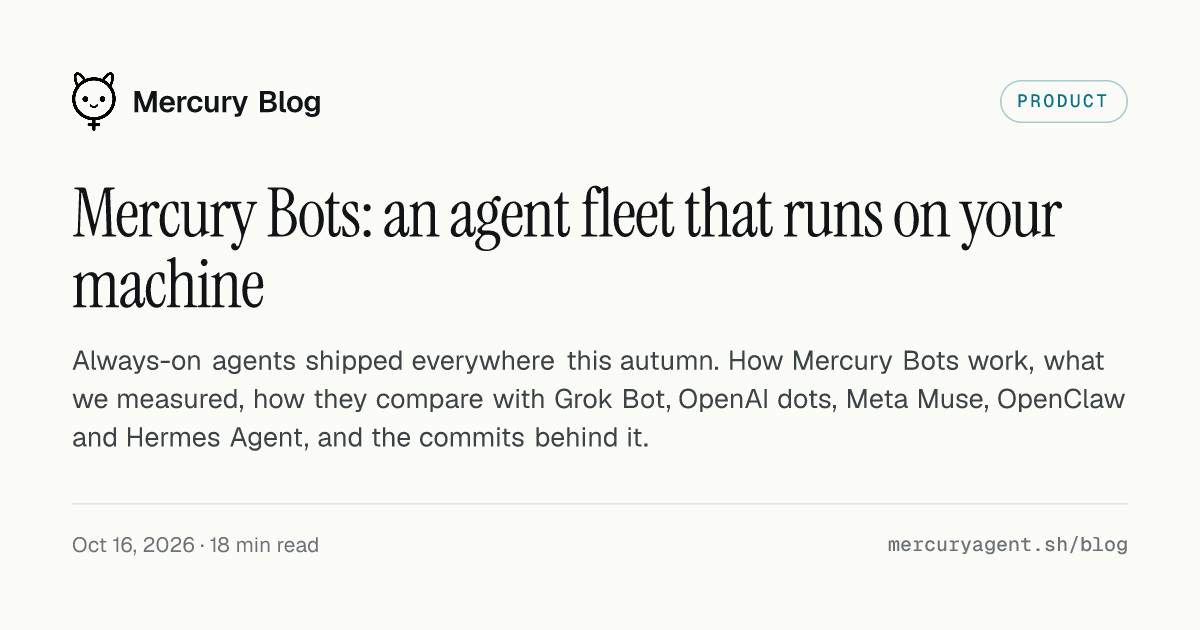 Mercury Blog
PRODUCT
Mercury Bots: an agent fleet that runs on your
machine
Always-on agents shipped everywhere this autumn. How Mercury Bots work, what
we measured, how they compare with Grok Bot, OpenAI dots, Meta Muse, OpenClaw
and Hermes Agent, and the commits behind it.
Oct 16, 2026 · 18 min read
mercuryagent.sh/blog